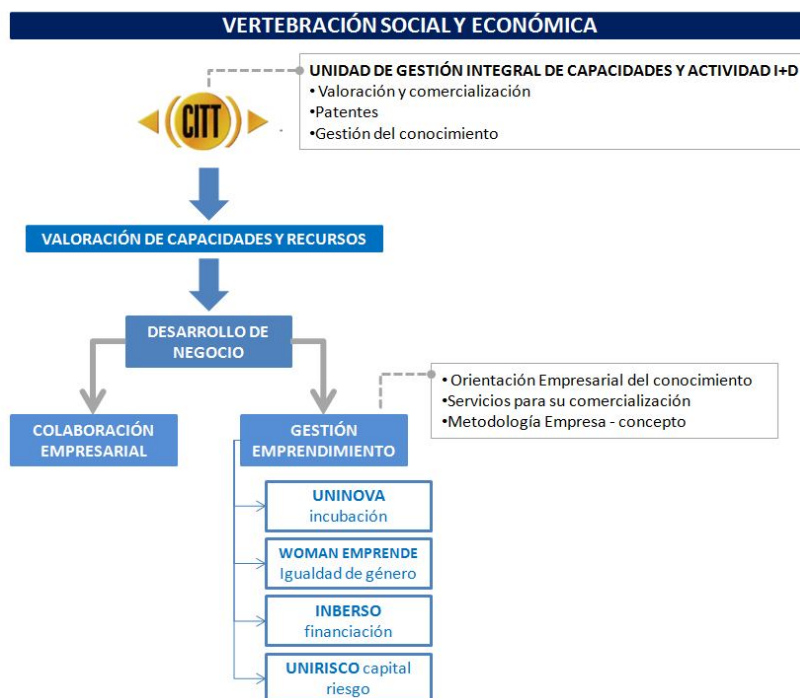 VERTEBRACIÓN SOCIAL Y ECONÓMICA
CITT
UNIDAD DE GESTIÓN INTEGRAL DE CAPACIDADES Y ACTIVIDAD I+D
• Valoración y comercialización
• Patentes
•Gestión del conocimiento
VALORACIÓN DE CAPACIDADES Y RECURSOS
DESARROLLO DE
NEGOCIO
• Orientación Empresarial del conocimiento
•Servicios para su comercialización
•Metodología Empresa - concepto
COLABORACIÓN
EMPRESARIAL
GESTIÓN
EMPRENDIMIENTO
UNINOVA
incubación
WOMAN EMPRENDE
Igualdad de género
INBERSO
financiación
UNIRISCO capital
riesgo